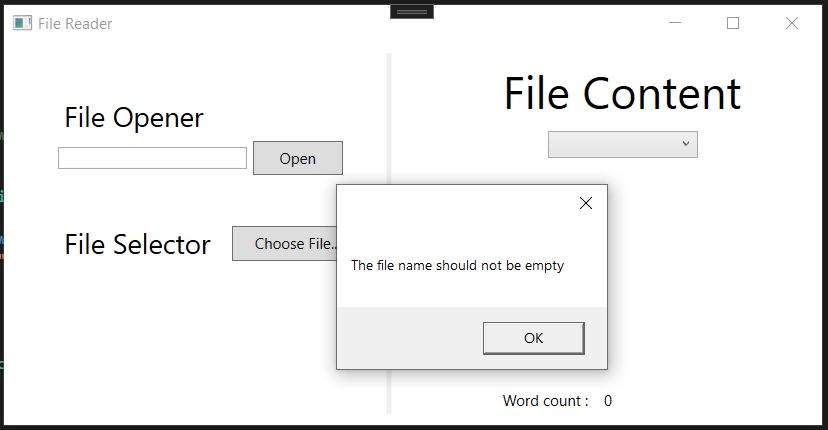 File Reader
File Opener
Open
File Selector
Choose File..
File Content
The file name should not be empty
OK
Word count : 0